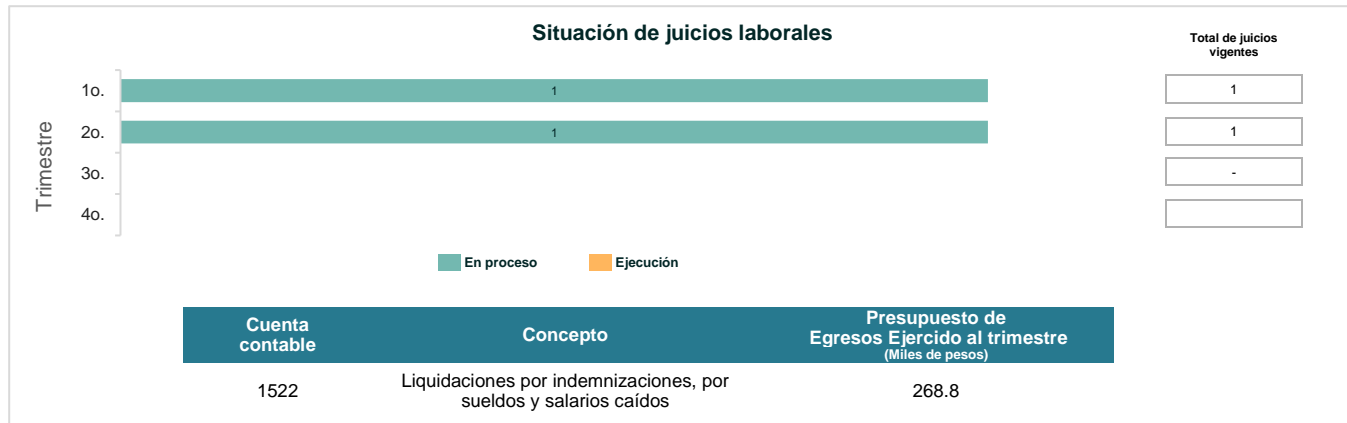 Situación de juicios laborales
Total de juicios
vigentes
Trimestre
1o.
1
1
2o.
1
1
3o.
-
4o.
En proceso
Ejecución
Cuenta
contable
Concepto
Presupuesto de
Egresos Ejercido al trimestre
(Miles de pesos)
1522
Liquidaciones por indemnizaciones, por
sueldos y salarios caídos
268.8